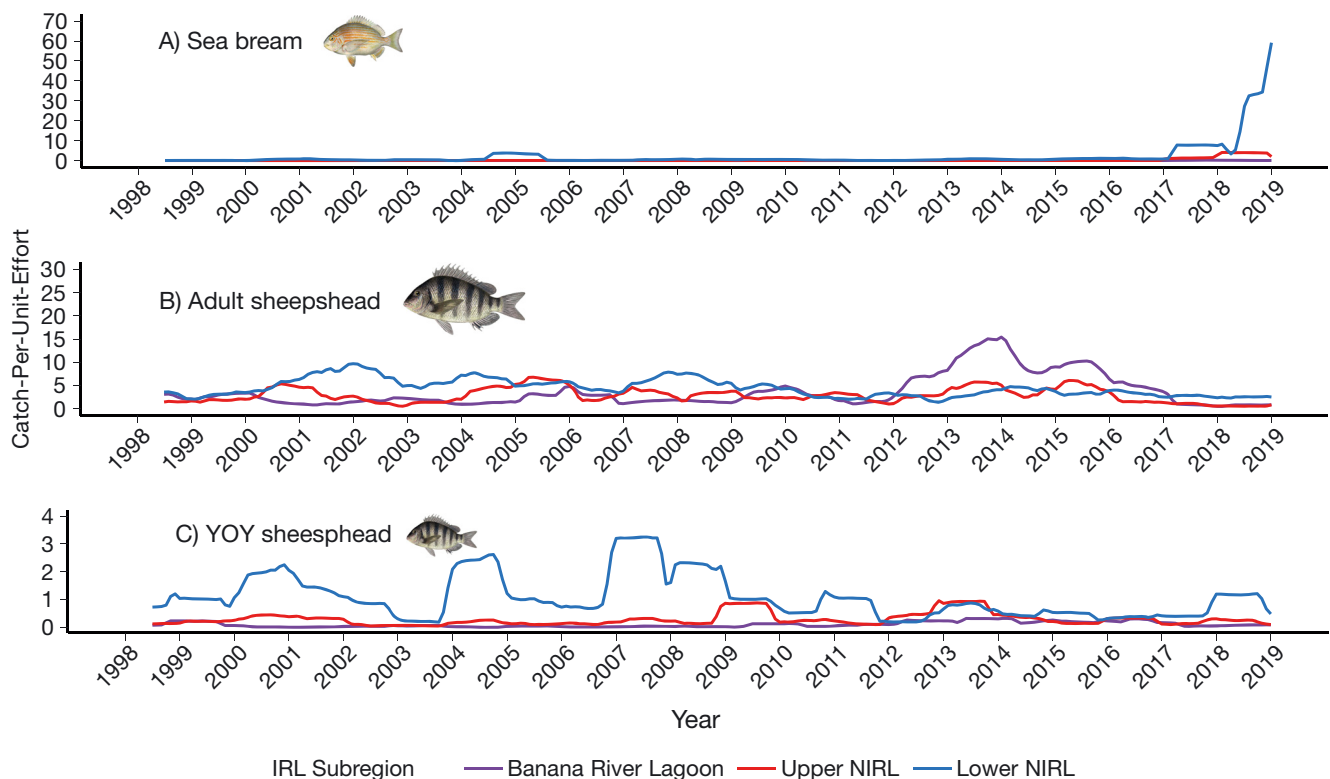 70
60
50
40
30
20
10
0
A) Sea bream
1998 1999 2000 2001 2002 2003 2004 2005 2006 2007 2008 2009 2010 2011 2012 2013 2014 2015 2016 2017 2018 2019
Catch-Per-Unit-Effort
30
25
20
15
10
5
0
B) Adult sheepshead
1998 1999 2000 2001 2002 2003 2004 2005 2006 2007 2008 2009 2010 2011 2012 2013 2014 2015 2016 2017 2018 2019
4
3
2
1
0
C) YOY sheesphead
1998 1999 2000 2001 2002 2003 2004 2005 2006 2007 2008 2009 2010 2011 2012 2013 2014 2015 2016 2017 2018 2019
Year
IRL Subregion Banana River Lagoon Upper NIRL Lower NIRL